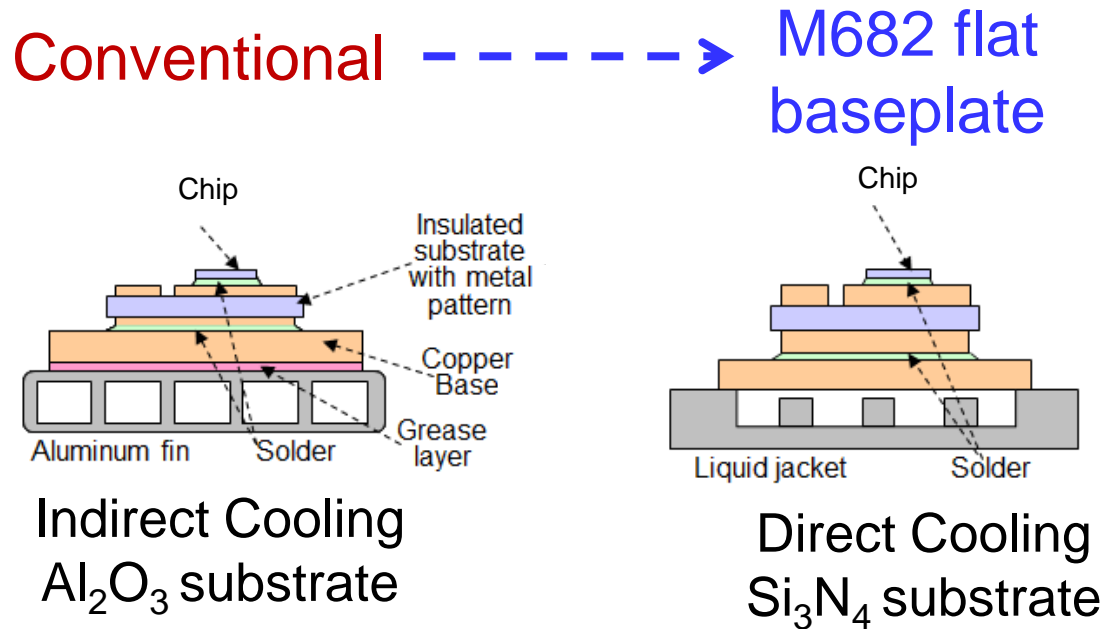 Conventional
M682 flat
baseplate
Chip
Insulated
substrate
with metal
pattern
Copper
Base
Grease
layer
Aluminum fin
Solder
Indirect Cooling
Al₂O₃ substrate
Chip
Liquid jacket
Solder
Direct Cooling
Si₃N₄ substrate